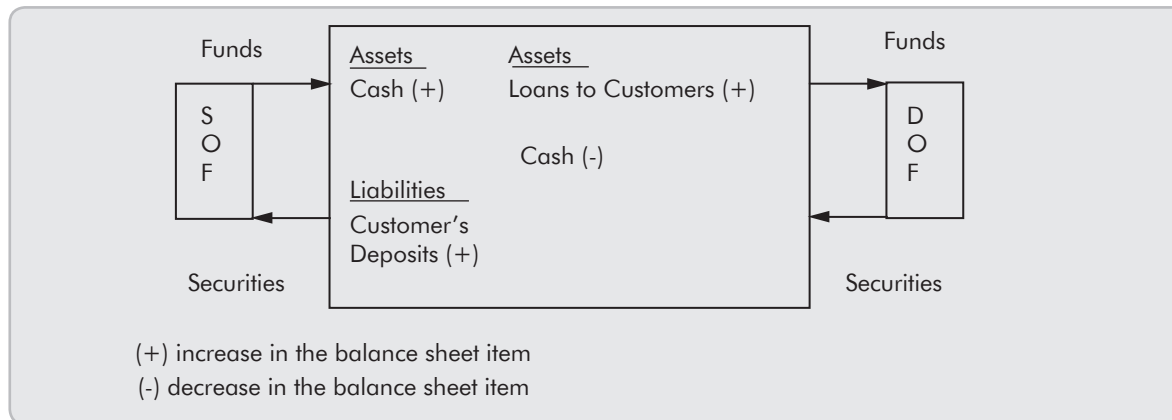 Funds
Funds
Assets
Cash (+)
Assets
Loans to Customers (+)
Cash (-)
S
O
F
D
O
F
Liabilities
Customer's
Deposits (+)
Securities
Securities
(+) increase in the balance sheet item
(-) decrease in the balance sheet item